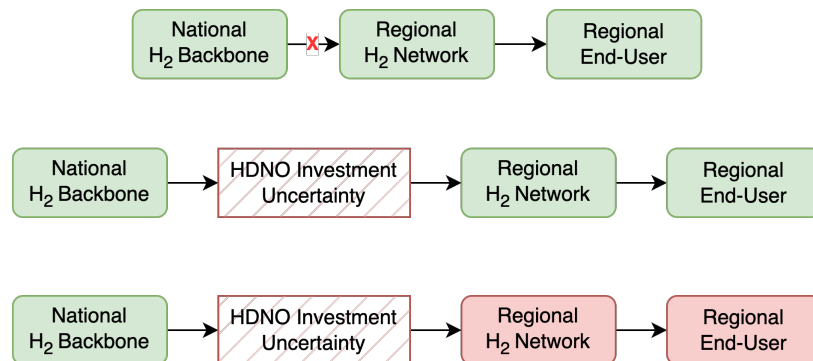 National
H₂ Backbone
X
Regional
H₂ Network
Regional
End-User
National
H₂ Backbone
HDNO Investment
Uncertainty
Regional
H₂ Network
Regional
End-User
National
H₂ Backbone
HDNO Investment
Uncertainty
Regional
H₂ Network
Regional
End-User